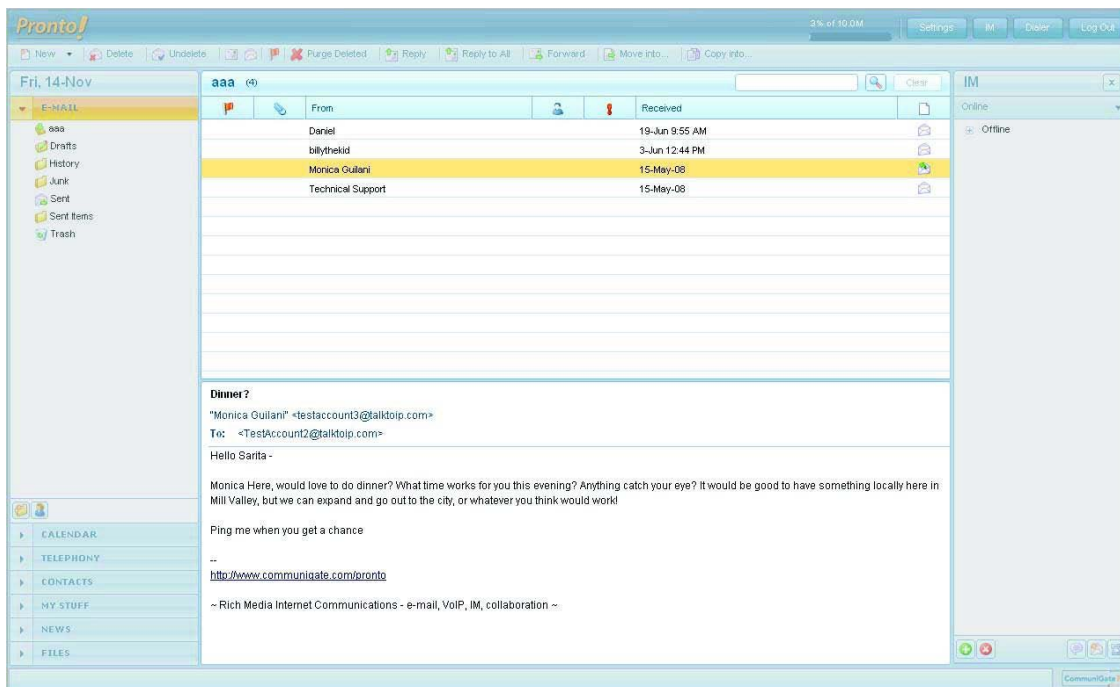 Pronto!
3% of 10.0M
Settings IM Dialer Log Out
New Delete Undelete Purge Deleted Reply Reply to All Forward Move into... Copy into...
Fri, 14-Nov
E-MAIL
aaa
Drafts
History
Junk
Sent
Sent Items
Trash
CALENDAR
TELEPHONY
CONTACTS
MY STUFF
NEWS
FILES
aaa (4)
Clear
From Received
Daniel 19-Jun 9:55 AM
billythekid 3-Jun 12:44 PM
Monica Guilani 15-May-08
Technical Support 15-May-08
Dinner?
"Monica Guilani" <testaccount3@talktoip.com>
To: <TestAccount2@talktoip.com>
Hello Sarita -
Monica Here, would love to do dinner? What time works for you this evening? Anything catch your eye? It would be good to have something locally here in
Mill Valley, but we can expand and go out to the city, or whatever you think would work!
Ping me when you get a chance
--
http://www.communigate.com/pronto
~ Rich Media Internet Communications - e-mail, VoIP, IM, collaboration ~
IM
x
Online
Offline
CommuniGate